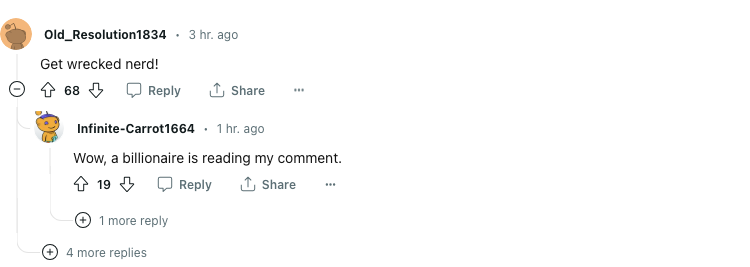 Old_Resolution1834 • 3 hr. ago
Get wrecked nerd!
68 Reply Share ...
Infinite-Carrot1664 • 1 hr. ago
Wow, a billionaire is reading my comment.
19 Reply Share ...
1 more reply
4 more replies